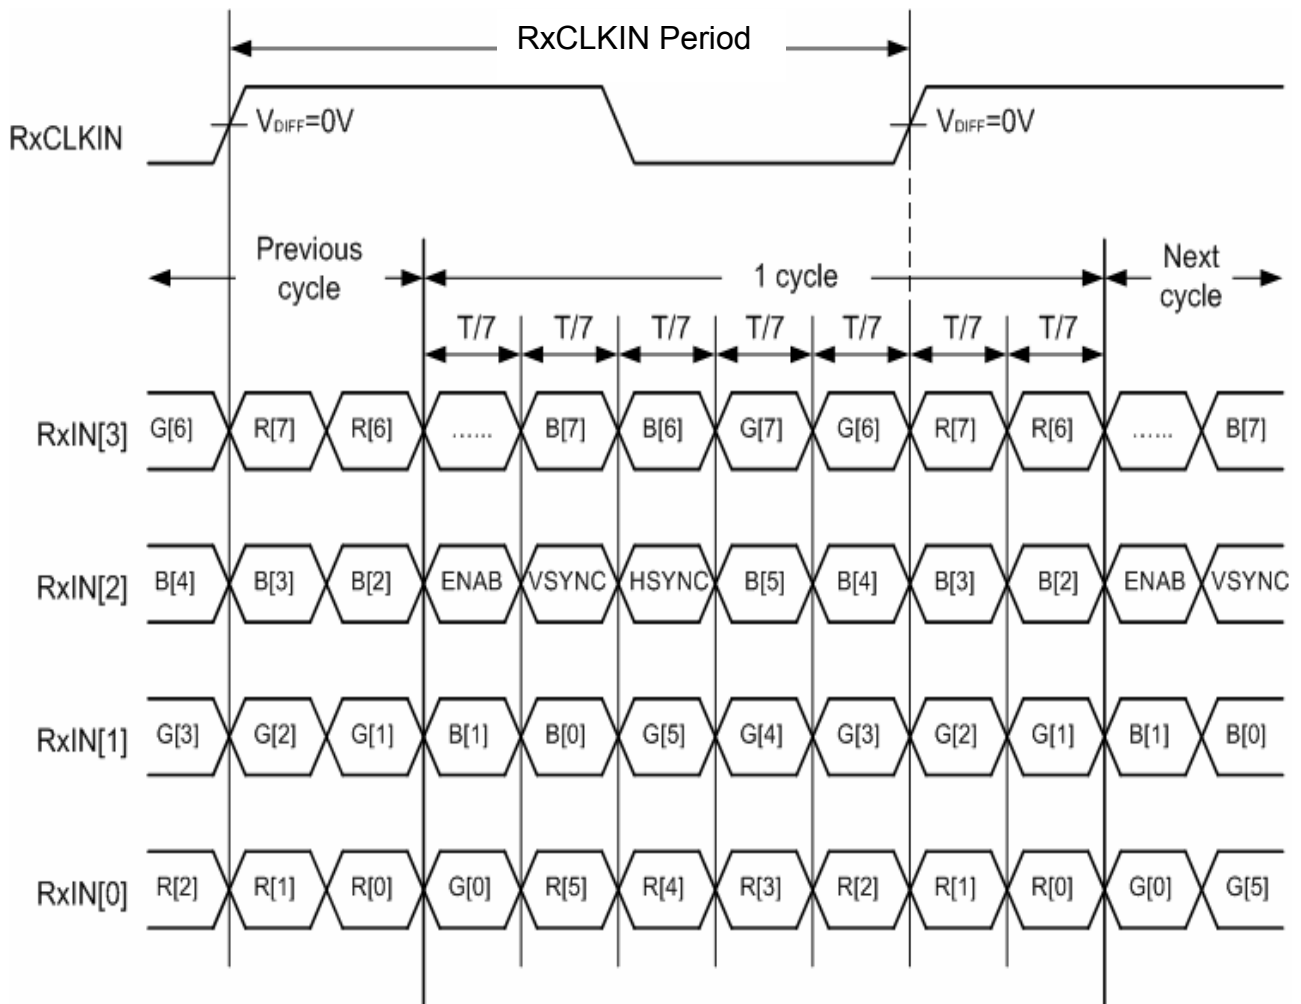 RxCLKIN Period
RxCLKIN V_DIFF=0V V_DIFF=0V
Previous cycle 1 cycle Next cycle
T/7 T/7 T/7 T/7 T/7 T/7 T/7
RxIN[3] G[6] R[7] R[6] ...... B[7] B[6] G[7] G[6] R[7] R[6] ...... B[7]
RxIN[2] B[4] B[3] B[2] ENAB VSYNC HSYNC B[5] B[4] B[3] B[2] ENAB VSYNC
RxIN[1] G[3] G[2] G[1] B[1] B[0] G[5] G[4] G[3] G[2] G[1] B[1] B[0]
RxIN[0] R[2] R[1] R[0] G[0] R[5] R[4] R[3] R[2] R[1] R[0] G[0] G[5]